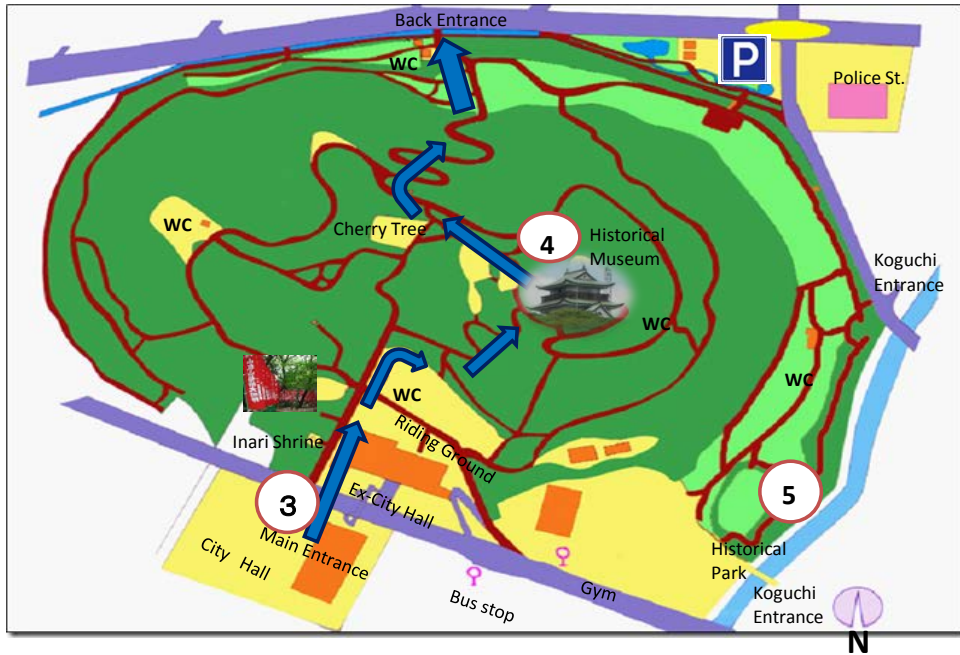 Back Entrance
WC
P
Police St.
WC
Cherry Tree
4
Historical
Museum
Koguchi
Entrance
WC
WC
WC
Inari Shrine
Riding Ground
3
Ex-City Hall
5
Main Entrance
City Hall
Historical
Park
Gym
Bus stop
Koguchi
Entrance
N